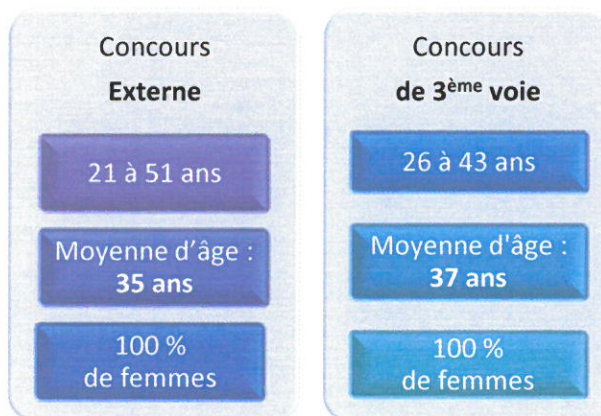 Concours
Externe
21 à 51 ans
Moyenne d’âge :
35 ans
100 %
de femmes
Concours
de 3ème voie
26 à 43 ans
Moyenne d'âge :
37 ans
100 %
de femmes